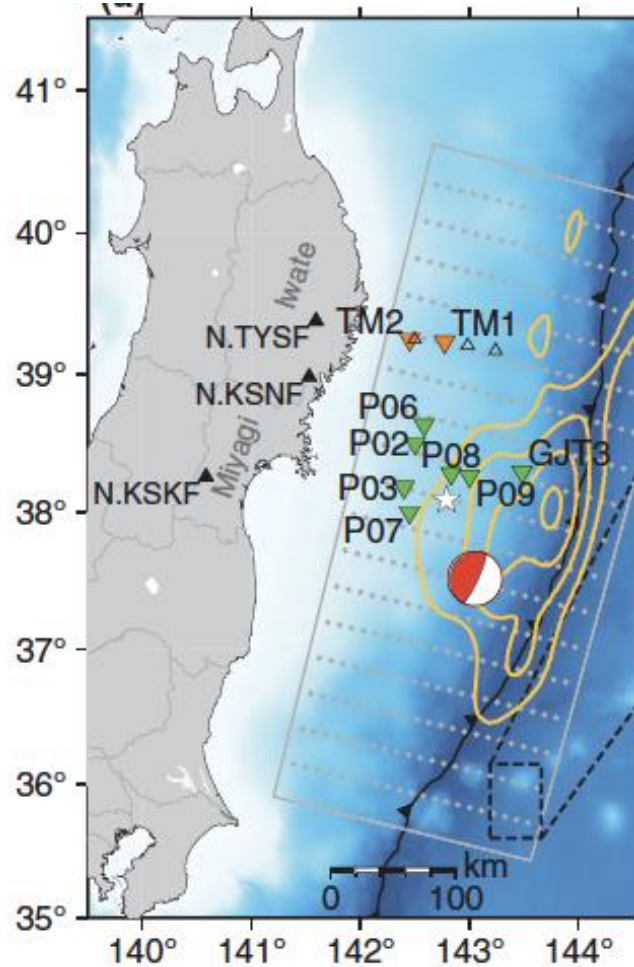 (a)
41°
40°
Iwate
TM2 TM1
N.TYSF
39°
N.KSNF
P06
Miyagi
P02 P08 GJT3
N.KSKF
P03 P09
38°
P07
37°
36°
km
0 100
35°
140° 141° 142° 143° 144°